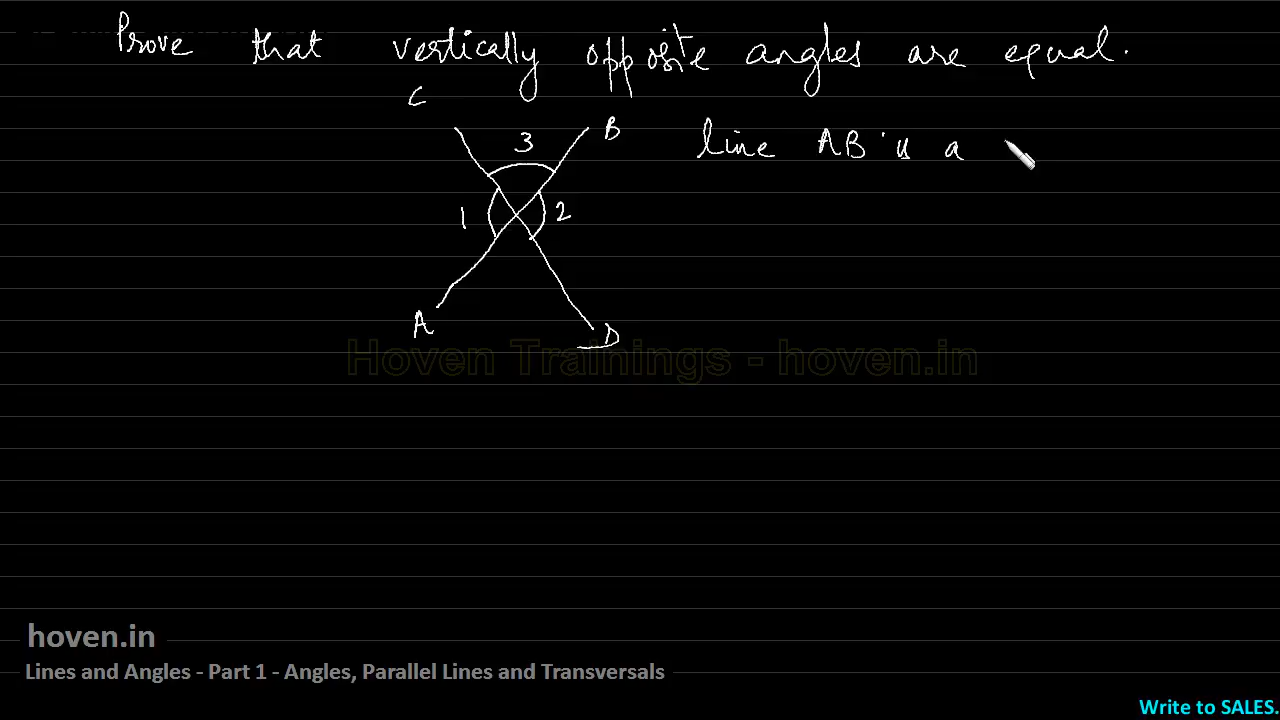 Prove that vertically opposite angles are equal.
C
3
B
line AB is a
1
2
A
D
Hoven Trainings - hoven.in
hoven.in
Lines and Angles - Part 1 - Angles, Parallel Lines and Transversals
Write to SALES.